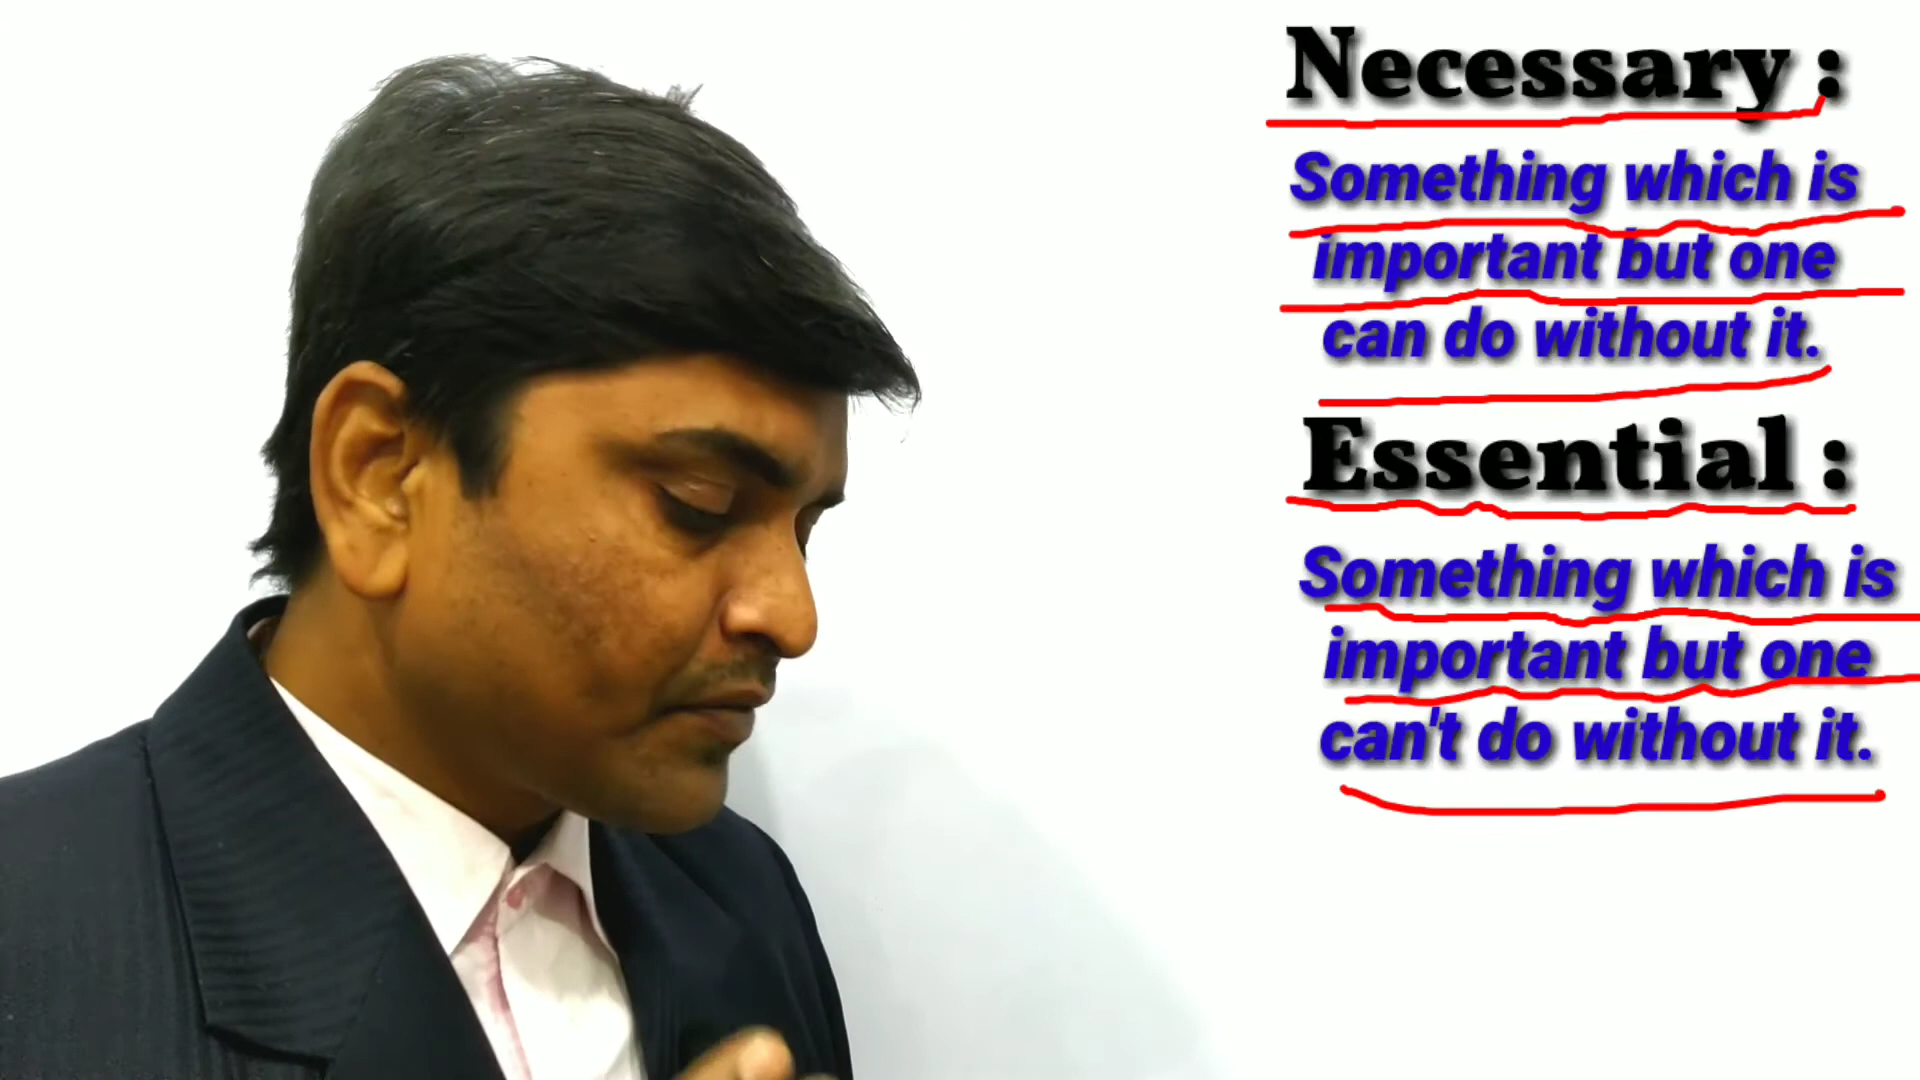 Necessary :
Something which is
important but one
can do without it.
Essential :
Something which is
important but one
can't do without it.